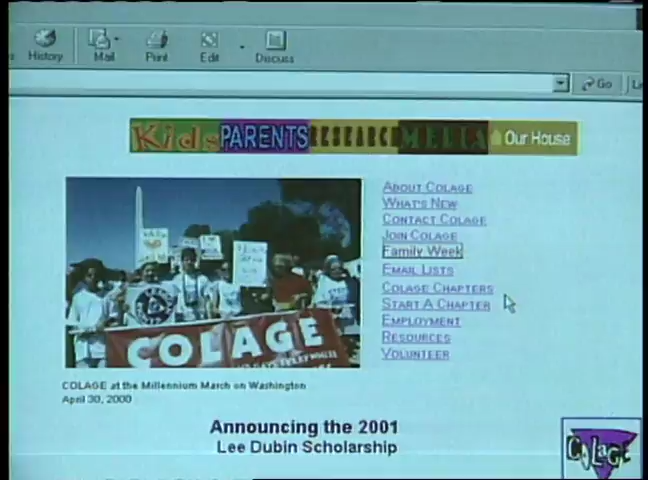 History
Mail
Print
Edit
Discuss
Go
Kids PARENTS RESEARCH MEDIA Our House
ABOUT COLAGE
WHAT'S NEW
CONTACT COLAGE
JOIN COLAGE
Family Week
EMAIL LISTS
COLAGE CHAPTERS
START A CHAPTER
EMPLOYMENT
RESOURCES
VOLUNTEER
COLAGE
COLAGE at the Millennium March on Washington
April 30, 2000
Announcing the 2001
Lee Dubin Scholarship
COLAGE